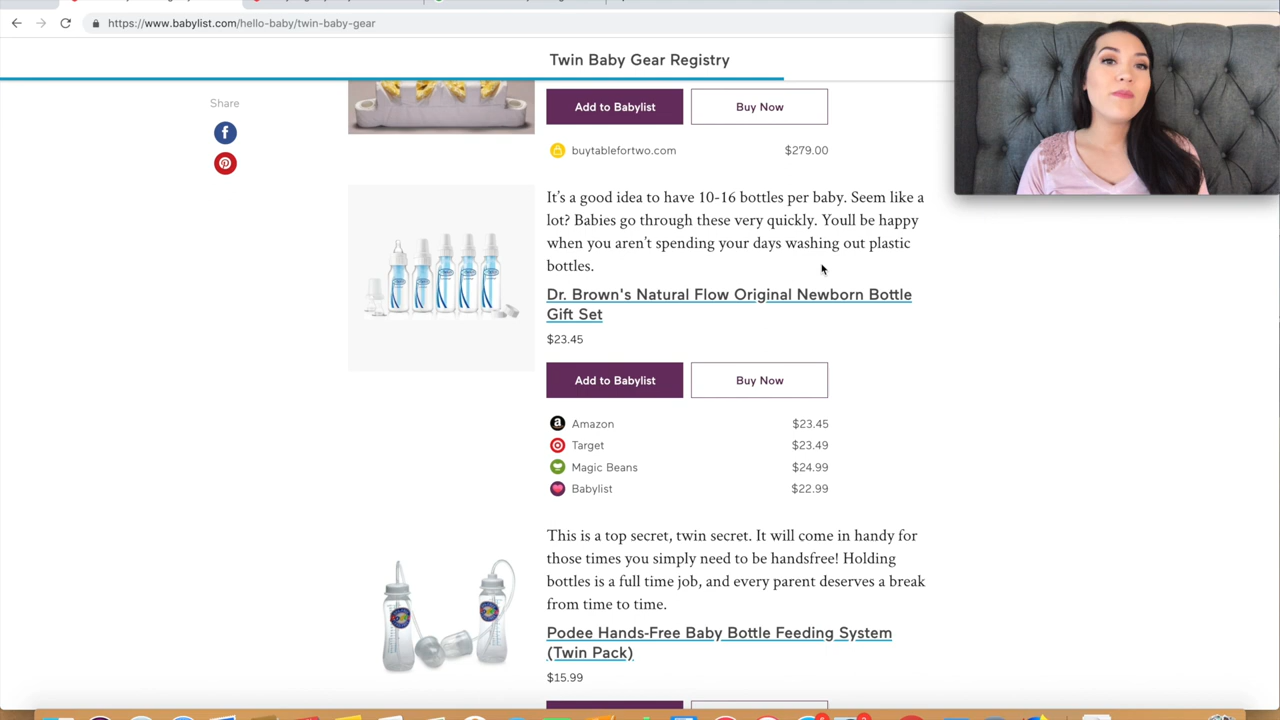 https://www.babylist.com/hello-baby/twin-baby-gear
Twin Baby Gear Registry
Share
Add to Babylist
Buy Now
buytablefortwo.com
$279.00
It’s a good idea to have 10-16 bottles per baby. Seem like a
lot? Babies go through these very quickly. Youll be happy
when you aren’t spending your days washing out plastic
bottles.
Dr. Brown's Natural Flow Original Newborn Bottle
Gift Set
$23.45
Add to Babylist
Buy Now
Amazon
$23.45
Target
$23.49
Magic Beans
$24.99
Babylist
$22.99
This is a top secret, twin secret. It will come in handy for
those times you simply need to be handsfree! Holding
bottles is a full time job, and every parent deserves a break
from time to time.
Podee Hands-Free Baby Bottle Feeding System
(Twin Pack)
$15.99